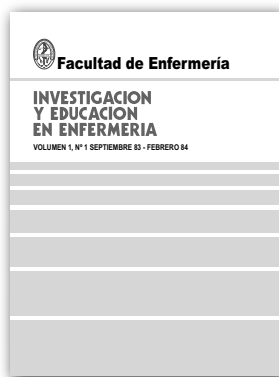 Facultad de Enfermería
INVESTIGACION
Y EDUCACION
EN ENFERMERIA
VOLUMEN 1, Nº 1 SEPTIEMBRE 83 - FEBRERO 84